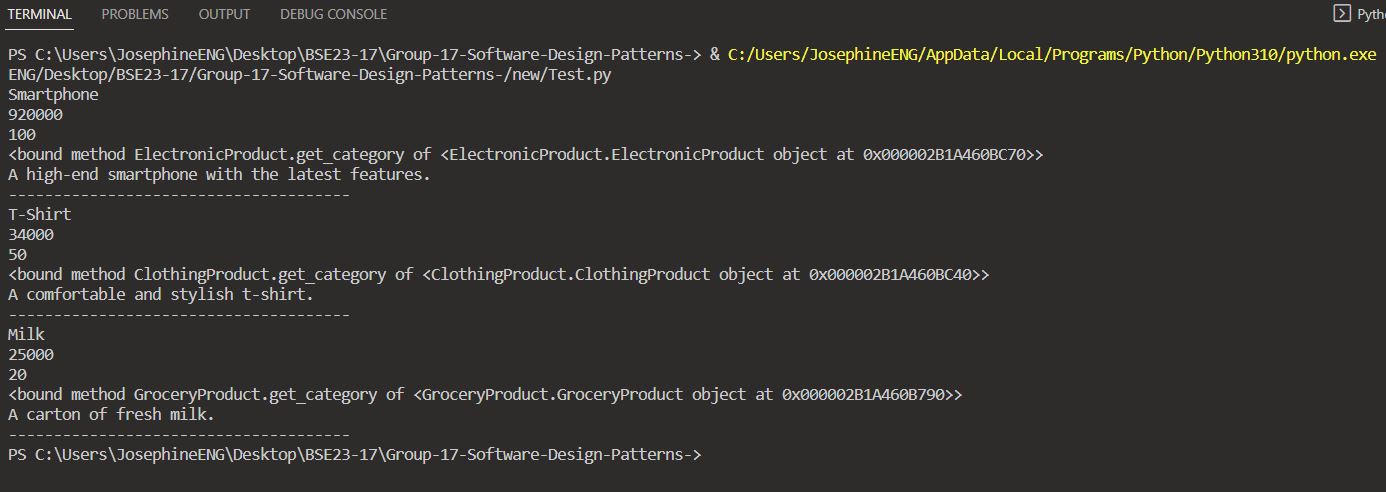 TERMINAL PROBLEMS OUTPUT DEBUG CONSOLE Pytho
PS C:\Users\JosephineENG\Desktop\BSE23-17\Group-17-Software-Design-Patterns-> & C:/Users/JosephineENG/AppData/Local/Programs/Python/Python310/python.exe
ENG/Desktop/BSE23-17/Group-17-Software-Design-Patterns-/new/Test.py
Smartphone
920000
100
<bound method ElectronicProduct.get_category of <ElectronicProduct.ElectronicProduct object at 0x000002B1A460BC70>>
A high-end smartphone with the latest features.
--------------------------------------
T-Shirt
34000
50
<bound method ClothingProduct.get_category of <ClothingProduct.ClothingProduct object at 0x000002B1A460BC40>>
A comfortable and stylish t-shirt.
--------------------------------------
Milk
25000
20
<bound method GroceryProduct.get_category of <GroceryProduct.GroceryProduct object at 0x000002B1A460B790>>
A carton of fresh milk.
--------------------------------------
PS C:\Users\JosephineENG\Desktop\BSE23-17\Group-17-Software-Design-Patterns->